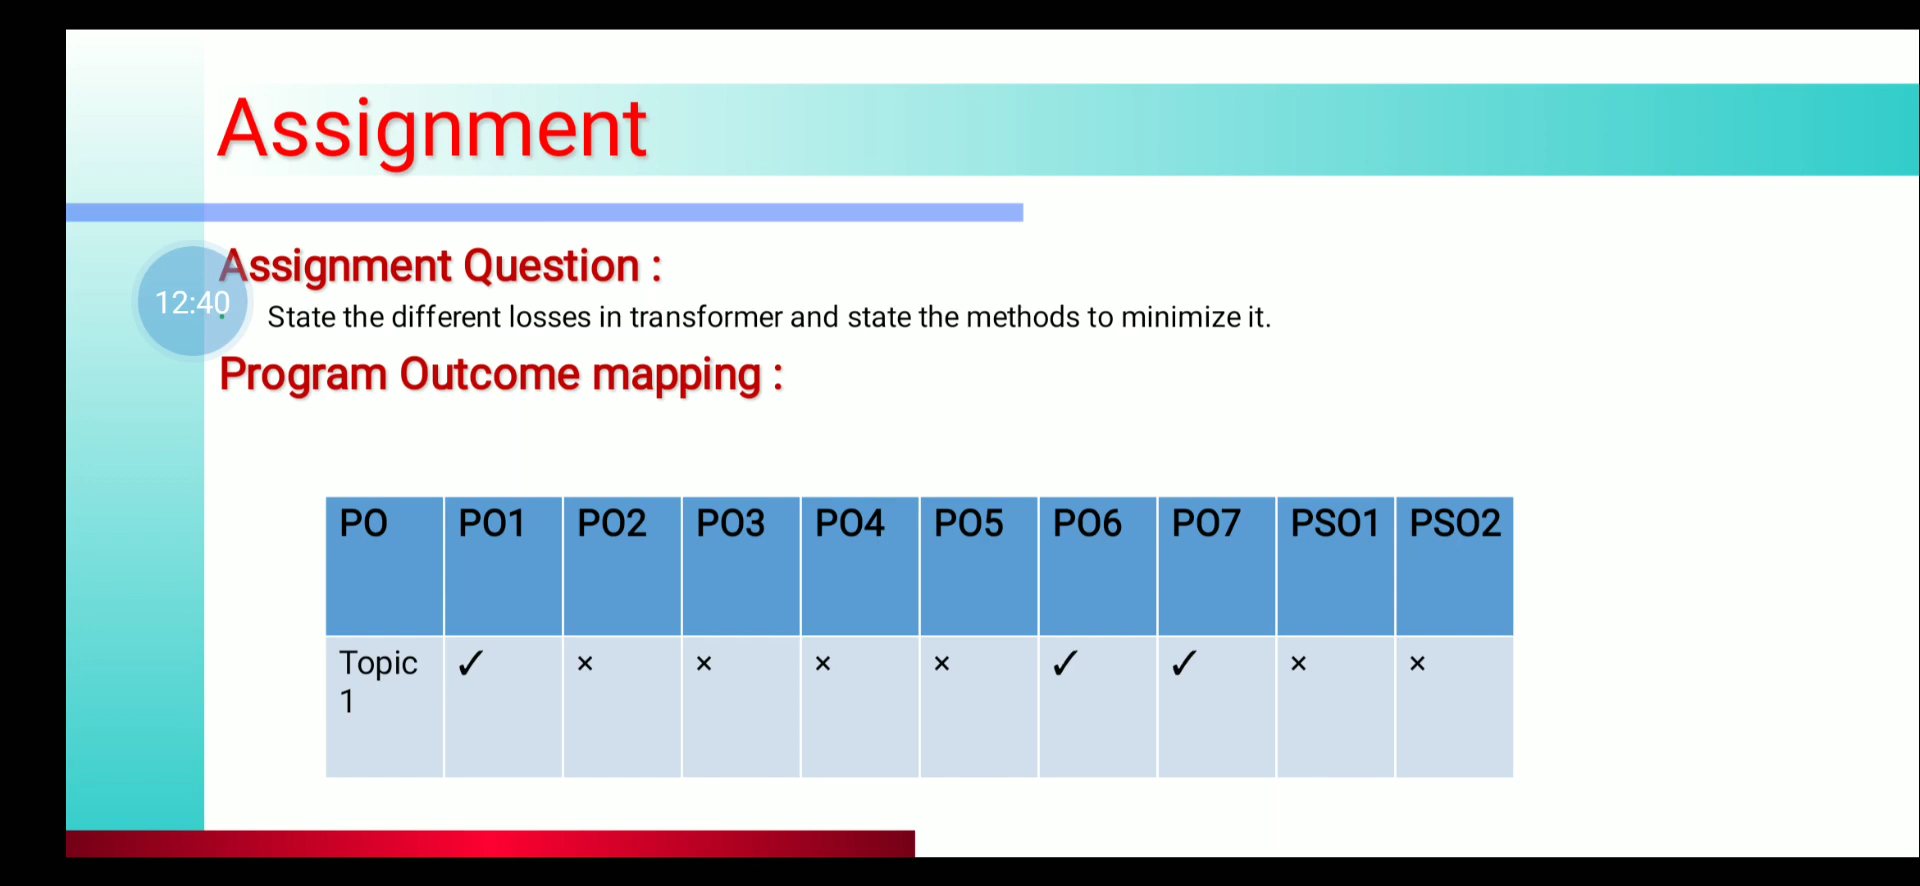 Assignment
Assignment Question :
12:40
State the different losses in transformer and state the methods to minimize it.
Program Outcome mapping :
PO PO1 PO2 PO3 PO4 PO5 PO6 PO7 PSO1 PSO2
Topic ✓ × × × × ✓ ✓ × ×
1